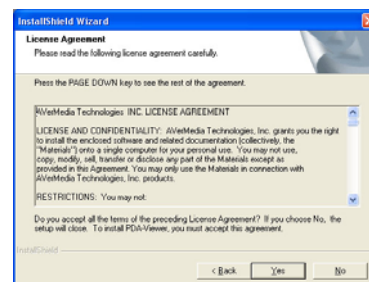 InstallShield Wizard
License Agreement
Please read the following license agreement carefully.
Press the PAGE DOWN key to see the rest of the agreement.
AVerMedia Technologies INC. LICENSE AGREEMENT
LICENSE AND CONFIDENTIALITY: AVerMedia Technologies, Inc. grants you the right
to install the enclosed software and related documentation (collectively, the
"Materials") onto a single computer for your personal use. You may not use,
copy, modify, sell, transfer or disclose any part of the Materials except as
provided in this Agreement. You may only use the Materials in connection with
AVerMedia Technologies, Inc. products.
RESTRICTIONS: You may not:
Do you accept all the terms of the preceding License Agreement? If you choose No, the
setup will close. To install PDA-Viewer, you must accept this agreement.
InstallShield
< Back Yes No